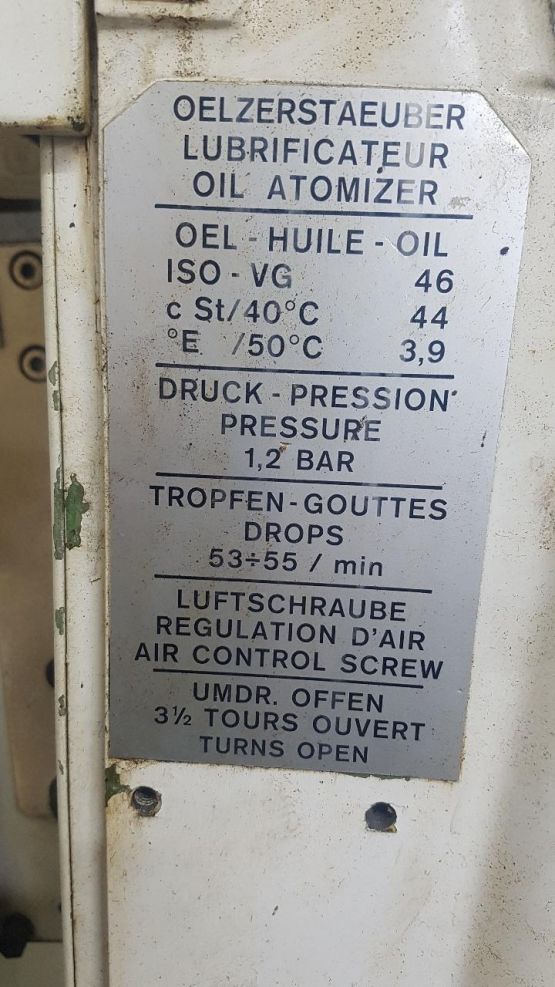 OELZERSTAEUBER
LUBRIFICATEUR
OIL ATOMIZER
OEL - HUILE - OIL
ISO - VG 46
c St/40°C 44
°E /50°C 3,9
DRUCK - PRESSION
PRESSURE
1,2 BAR
TROPFEN - GOUTTES
DROPS
53÷55 / min
LUFTSCHRAUBE
REGULATION D'AIR
AIR CONTROL SCREW
UMDR. OFFEN
3½ TOURS OUVERT
TURNS OPEN